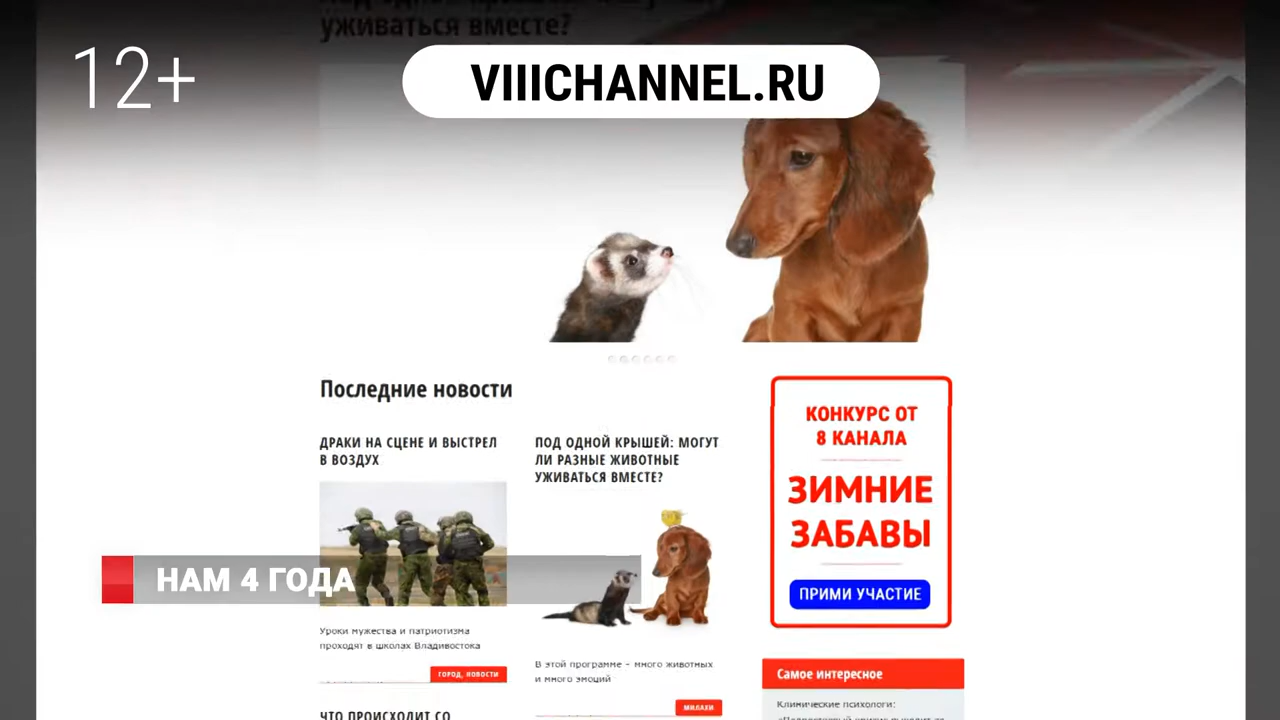 уживаться вместе?
12+
VIIICHANNEL.RU
Последние новости
ДРАКИ НА СЦЕНЕ И ВЫСТРЕЛ
В ВОЗДУХ
ПОД ОДНОЙ КРЫШЕЙ: МОГУТ
ЛИ РАЗНЫЕ ЖИВОТНЫЕ
УЖИВАТЬСЯ ВМЕСТЕ?
КОНКУРС ОТ
8 КАНАЛА
ЗИМНИЕ
ЗАБАВЫ
ПРИМИ УЧАСТИЕ
НАМ 4 ГОДА
Уроки мужества и патриотизма
проходят в школах Владивостока
ГОРОД, НОВОСТИ
В этой программе – много животных
и много эмоций
МИЛАХИ
Самое интересное
Клинические психологи:
ЧТО ПРОИСХОДИТ СО